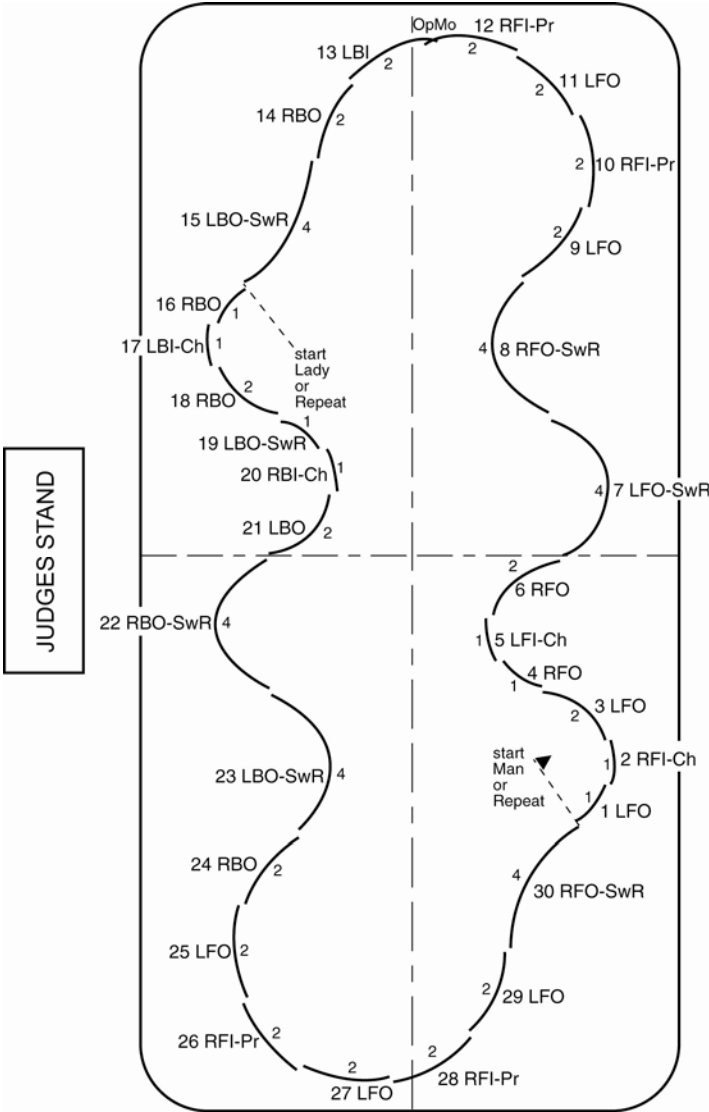 OpMo
12 RFI-Pr
2
13 LBI
2
2
11 LFO
14 RBO
2
2
10 RFI-Pr
15 LBO-SwR
4
2
9 LFO
16 RBO
1
17 LBI-Ch
1
start
Lady
or
Repeat
4
8 RFO-SwR
18 RBO
2
1
19 LBO-SwR
20 RBI-Ch
1
4
7 LFO-SwR
21 LBO
2
JUDGES STAND
2
6 RFO
22 RBO-SwR
4
1
5 LFI-Ch
4 RFO
1
3 LFO
2
start
Man
or
Repeat
1
2 RFI-Ch
23 LBO-SwR
4
1
1 LFO
24 RBO
2
4
30 RFO-SwR
25 LFO
2
2
29 LFO
26 RFI-Pr
2
2
27 LFO
2
28 RFI-Pr